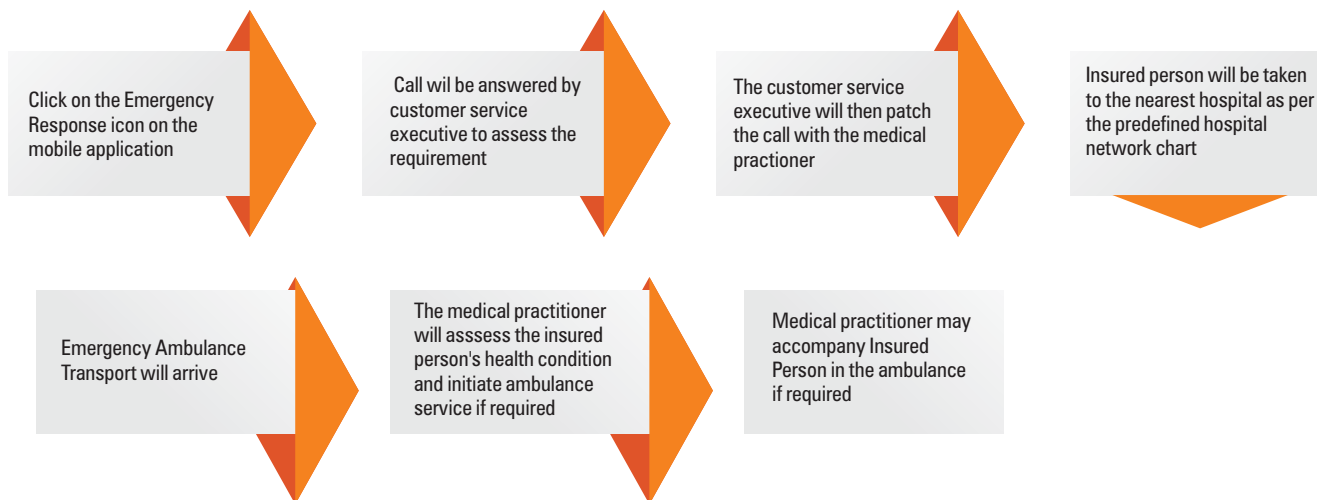 Click on the Emergency
Response icon on the
mobile application
Call wil be answered by
customer service
executive to assess the
requirement
The customer service
executive will then patch
the call with the medical
practioner
Insured person will be taken
to the nearest hospital as per
the predefined hospital
network chart
Emergency Ambulance
Transport will arrive
The medical practitioner
will asssess the insured
person's health condition
and initiate ambulance
service if required
Medical practitioner may
accompany Insured
Person in the ambulance
if required